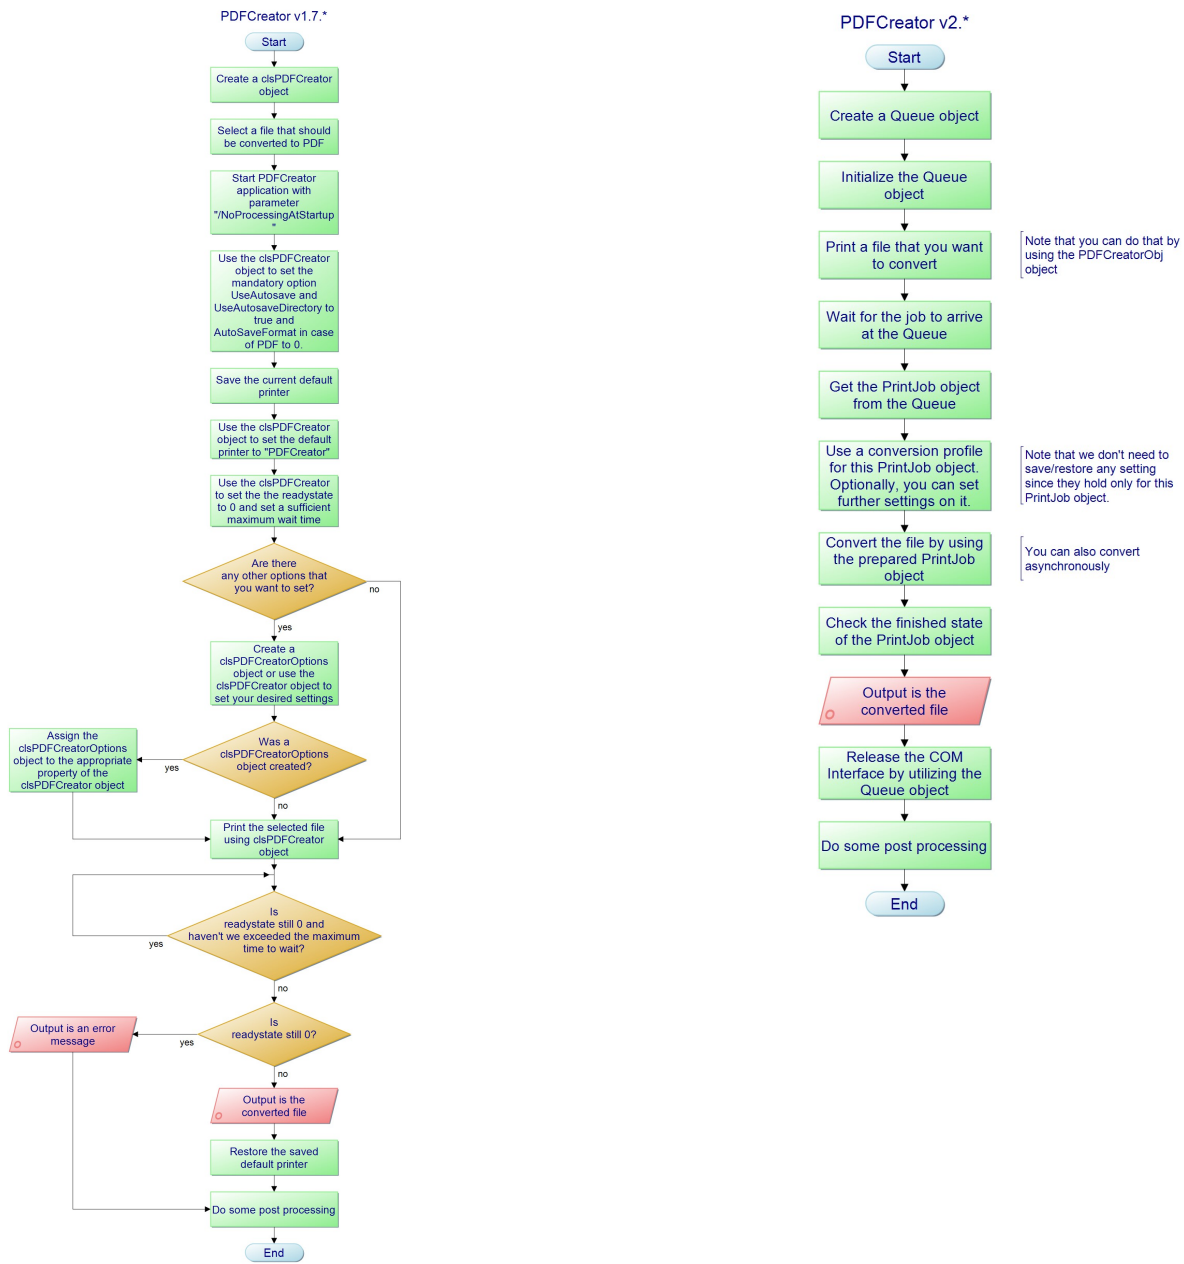 PDFCreator v1.7.*
Start
Create a clsPDFCreator
object
Select a file that should
be converted to PDF
Start PDFCreator
application with
parameter
"/NoProcessingAtStartup
"
Use the clsPDFCreator
object to set the
mandatory option
UseAutosave and
UseAutosaveDirectory to
true and
AutoSaveFormat in case
of PDF to 0.
Save the current default
printer
Use the clsPDFCreator
object to set the default
printer to "PDFCreator"
Use the clsPDFCreator
to set the the readystate
to 0 and set a sufficient
maximum wait time
Are there
any other options that
you want to set?
no
yes
Create a
clsPDFCreatorOptions
object or use the
clsPDFCreator object to
set your desired settings
Was a
clsPDFCreatorOptions
object created?
yes
Assign the
clsPDFCreatorOptions
object to the appropriate
property of the
clsPDFCreator object
no
Print the selected file
using clsPDFCreator
object
Is
readystate still 0 and
haven't we exceeded the maximum
time to wait?
yes
no
Is
readystate still 0?
yes
Output is an error
message
no
Output is the
converted file
Restore the saved
default printer
Do some post processing
End
PDFCreator v2.*
Start
Create a Queue object
Initialize the Queue
object
Print a file that you want
to convert
Note that you can do that by
using the PDFCreatorObj
object
Wait for the job to arrive
at the Queue
Get the PrintJob object
from the Queue
Use a conversion profile
for this PrintJob object.
Optionally, you can set
further settings on it.
Note that we don't need to
save/restore any setting
since they hold only for this
PrintJob object.
Convert the file by using
the prepared PrintJob
object
You can also convert
asynchronously
Check the finished state
of the PrintJob object
Output is the
converted file
Release the COM
Interface by utilizing the
Queue object
Do some post processing
End